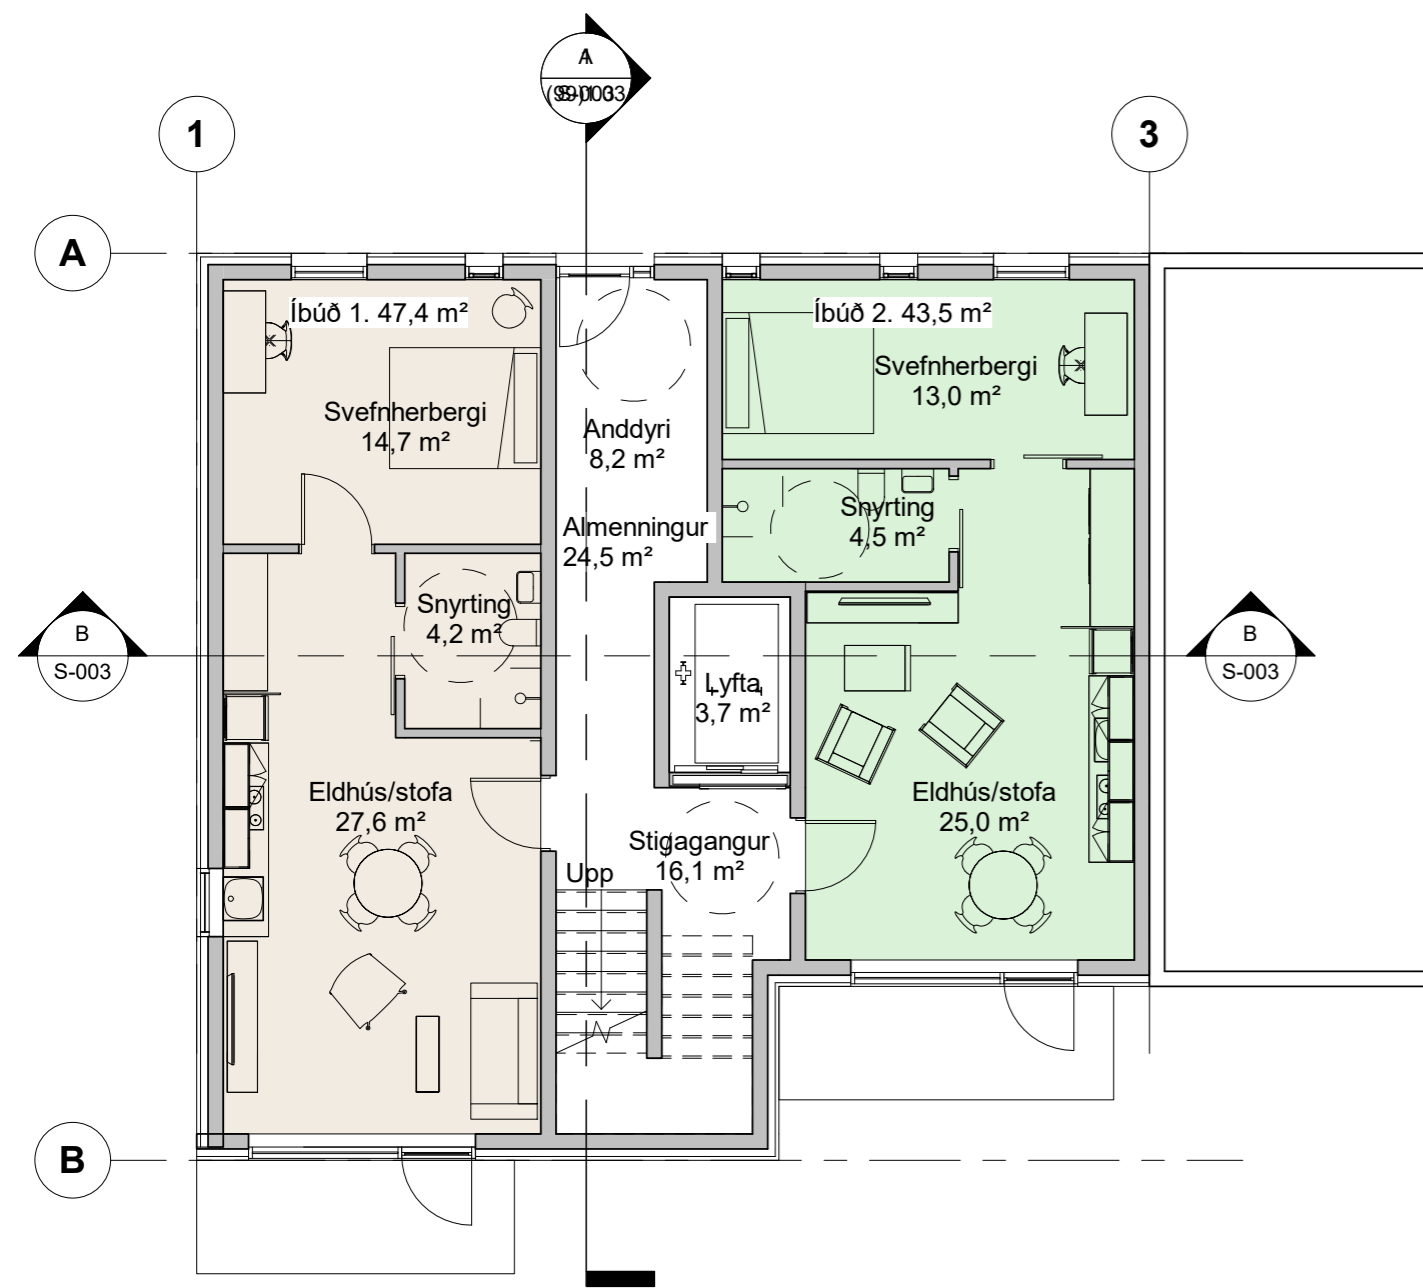 A
1
3
A
Íbúð 1. 47,4 m²
Íbúð 2. 43,5 m²
Svefnherbergi
13,0 m²
Svefnherbergi
14,7 m²
Anddyri
8,2 m²
Snyrting
4,5 m²
Almenningur
24,5 m²
Snyrting
4,2 m²
B
S-003
B
S-003
Lyfta
3,7 m²
Eldhús/stofa
27,6 m²
Eldhús/stofa
25,0 m²
Stigagangur
16,1 m²
Upp
B